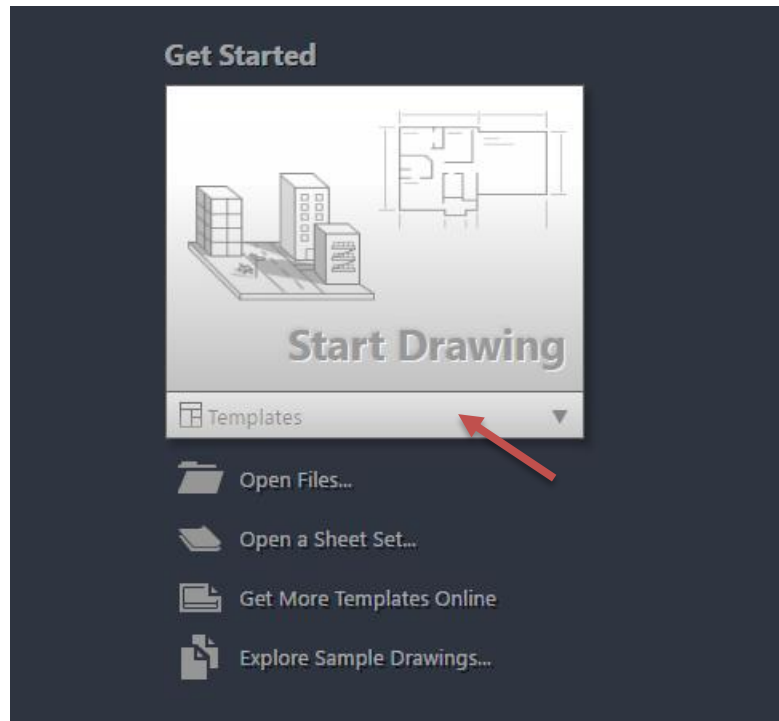 Get Started
Start Drawing
Templates
Open Files...
Open a Sheet Set...
Get More Templates Online
Explore Sample Drawings...